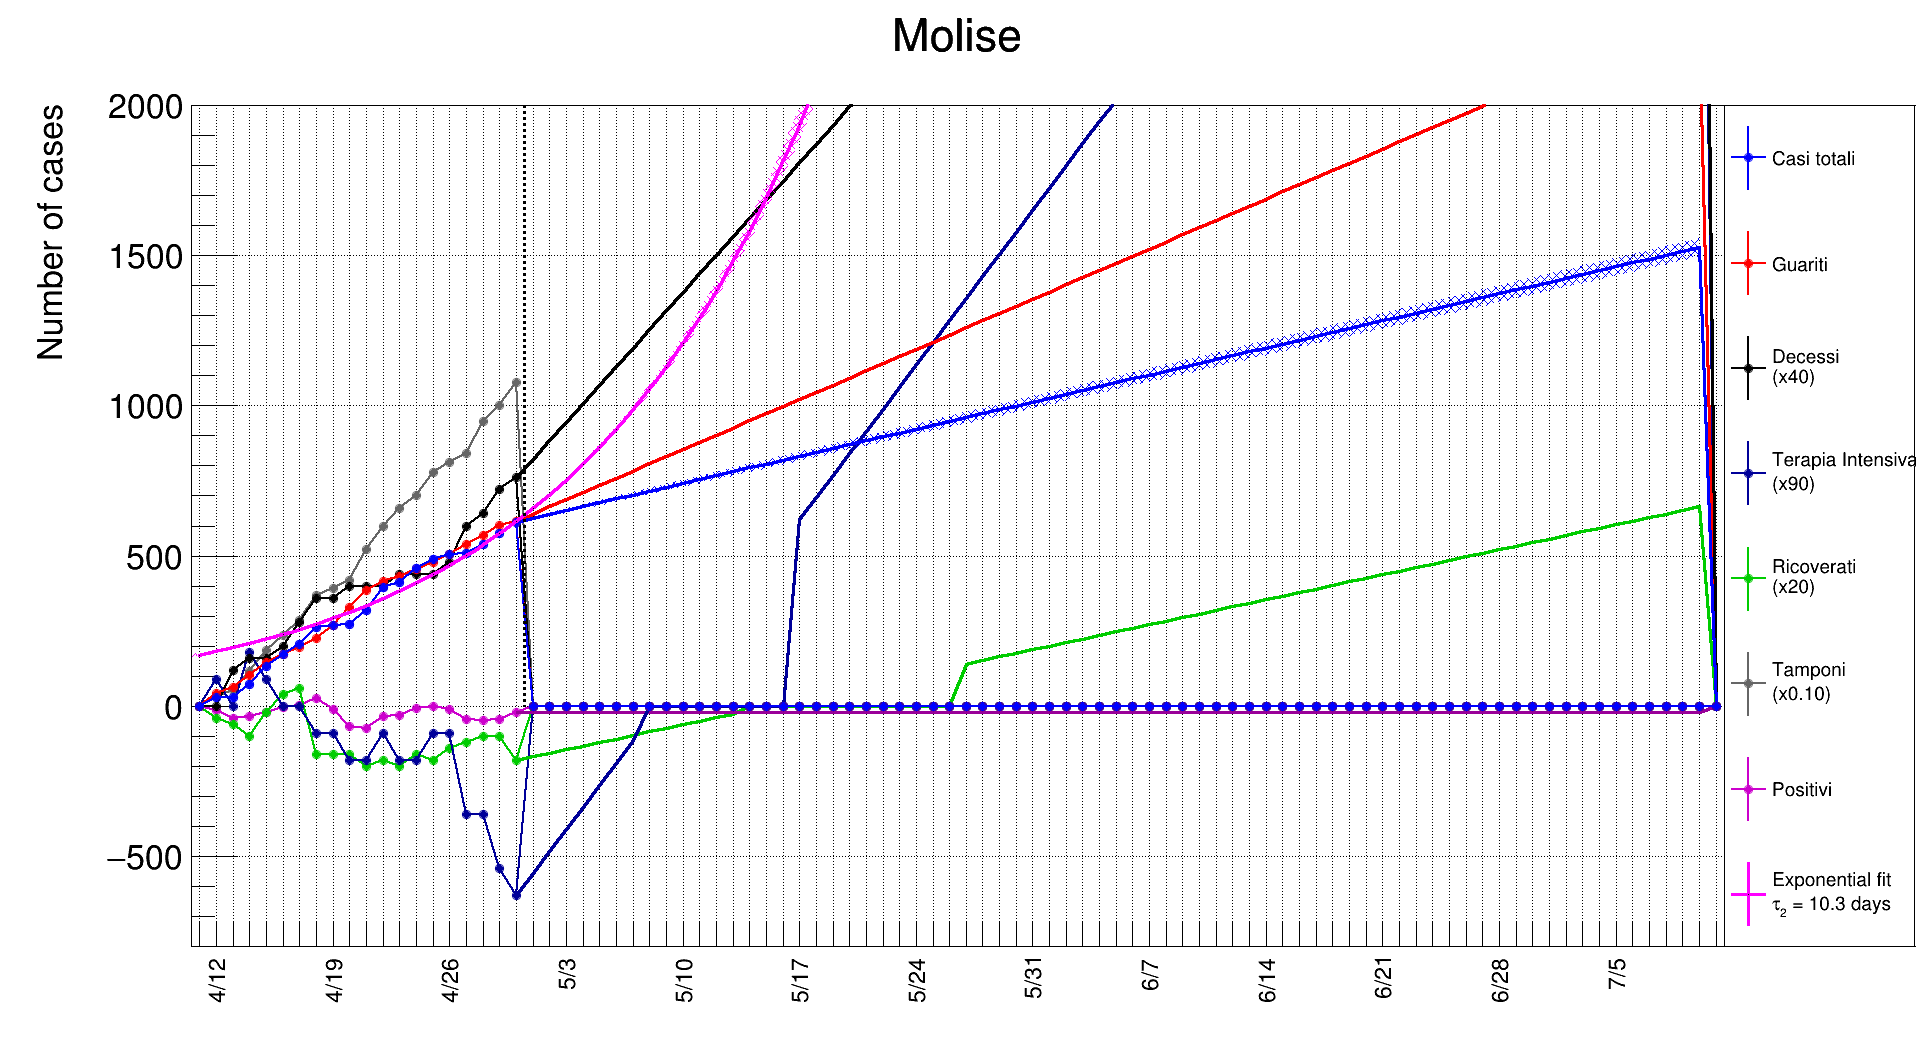 Molise
Number of cases
2000
1500
1000
500
0
−500
4/12
4/19
4/26
5/3
5/10
5/17
5/24
5/31
6/7
6/14
6/21
6/28
7/5
Casi totali
Guariti
Decessi
(x40)
Terapia Intensiva
(x90)
Ricoverati
(x20)
Tamponi
(x0.10)
Positivi
Exponential fit
τ2 = 10.3 days